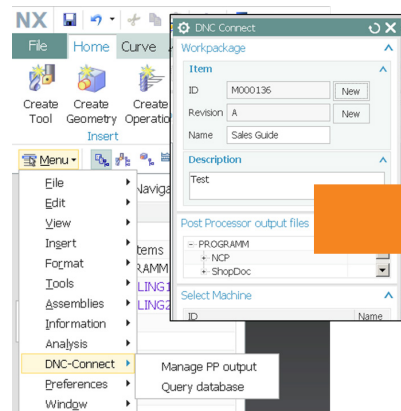 NX
DNC Connect
File Home Curve
Workpackage
Item
ID M000136 New
Revision A New
Name Sales Guide
Create Tool
Create Geometry
Create
Insert
Description
Test
Menu
File
Edit
View
Insert
Format
Tools
Assemblies
Information
Analysis
DNC-Connect
Preferences
Window
Post Processor output files
- PROGRAMM
+ NCP
+ ShopDoc
Select Machine
ID Name
Manage PP output
Query database